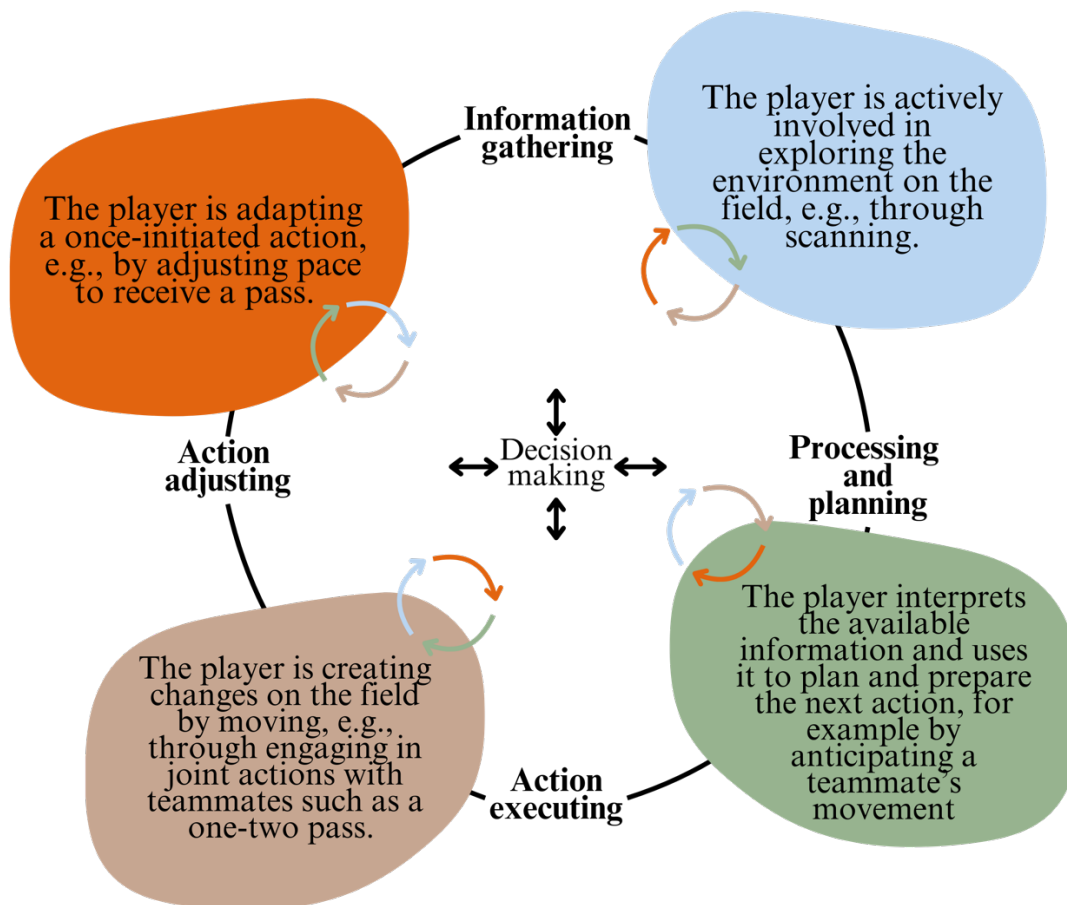 Information
gathering
The player is actively
involved in
exploring the
environment on the
field, e.g., through
scanning.
The player is adapting
a once-initiated action,
e.g., by adjusting pace
to receive a pass.
Action
adjusting
Decision
making
Processing
and
planning
The player interprets
the available
information and uses
it to plan and prepare
the next action, for
example by
anticipating a
teammate’s
movement
The player is creating
changes on the field
by moving, e.g.,
through engaging in
joint actions with
teammates such as a
one-two pass.
Action
executing